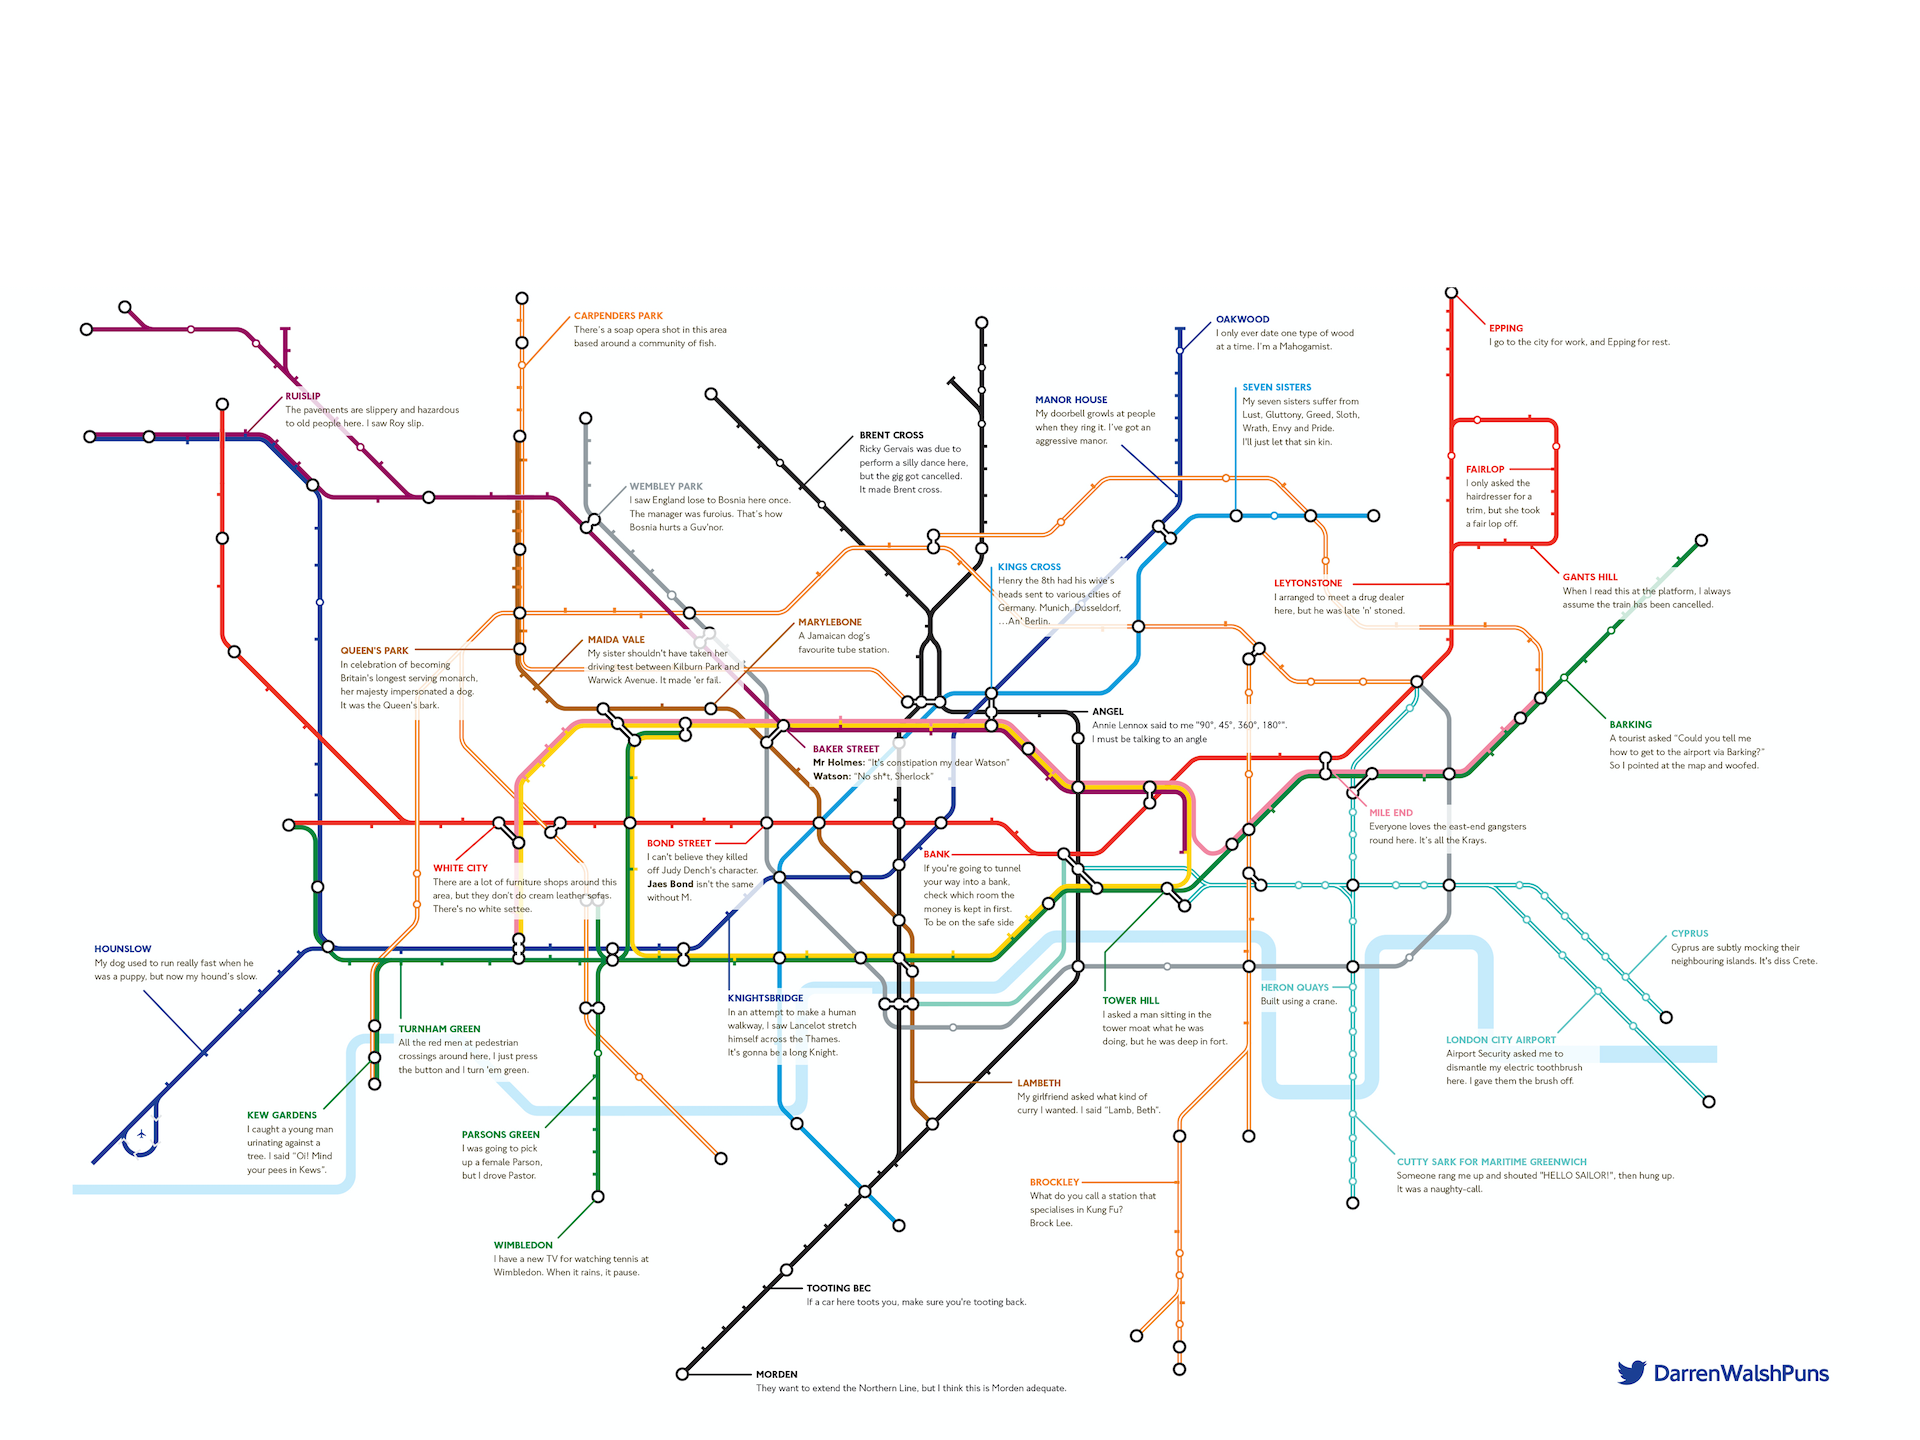 CARPENDERS PARK
There's a soap opera shot in this area
based around a community of fish.
OAKWOOD
I only ever date one type of wood
at a time. I'm a Mahogamist.
EPPING
I go to the city for work, and Epping for rest.
RUISLIP
The pavements are slippery and hazardous
to old people here. I saw Roy slip.
MANOR HOUSE
My doorbell growls at people
when they ring it. I've got an
aggressive manor.
SEVEN SISTERS
My seven sisters suffer from
Lust, Gluttony, Greed, Sloth,
Wrath, Envy and Pride.
I'll just let that sin kin.
BRENT CROSS
Ricky Gervais was due to
perform a silly dance here,
but the gig got cancelled.
It made Brent cross.
WEMBLEY PARK
I saw England lose to Bosnia here once.
The manager was furoius. That's how
Bosnia hurts a Guv'nor.
FAIRLOP
I only asked the
hairdresser for a
trim, but she took
a fair lop off.
KINGS CROSS
Henry the 8th had his wive's
heads sent to various cities of
Germany. Munich, Dusseldorf,
...An' Berlin.
LEYTONSTONE
I arranged to meet a drug dealer
here, but he was late 'n' stoned.
GANTS HILL
When I read this at the platform, I always
assume the train has been cancelled.
MARYLEBONE
A Jamaican dog's
favourite tube station.
MAIDA VALE
My sister shouldn't have taken her
driving test between Kilburn Park and
Warwick Avenue. It made 'er fail.
QUEEN'S PARK
In celebration of becoming
Britain's longest serving monarch,
her majesty impersonated a dog.
It was the Queen's bark.
ANGEL
Annie Lennox said to me "90°, 45°, 360°, 180°".
I must be talking to an angle
BARKING
A tourist asked "Could you tell me
how to get to the airport via Barking?"
So I pointed at the map and woofed.
BAKER STREET
Mr Holmes: "It's constipation my dear Watson"
Watson: "No sh*t, Sherlock"
MILE END
Everyone loves the east-end gangsters
round here. It's all the Krays.
BOND STREET
I can't believe they killed
off Judy Dench's character.
Jaes Bond isn't the same
without M.
BANK
If you're going to tunnel
your way into a bank,
check which room the
money is kept in first.
To be on the safe side
WHITE CITY
There are a lot of furniture shops around this
area, but they don't do cream leather sofas.
There's no white settee.
HOUNSLOW
My dog used to run really fast when he
was a puppy, but now my hound's slow.
CYPRUS
Cyprus are subtly mocking their
neighbouring islands. It's diss Crete.
KNIGHTSBRIDGE
In an attempt to make a human
walkway, I saw Lancelot stretch
himself across the Thames.
It's gonna be a long Knight.
TOWER HILL
I asked a man sitting in the
tower moat what he was
doing, but he was deep in fort.
HERON QUAYS
Built using a crane.
TURNHAM GREEN
All the red men at pedestrian
crossings around here, I just press
the button and I turn 'em green.
LONDON CITY AIRPORT
Airport Security asked me to
dismantle my electric toothbrush
here. I gave them the brush off.
LAMBETH
My girlfriend asked what kind of
curry I wanted. I said "Lamb, Beth".
KEW GARDENS
I caught a young man
urinating against a
tree. I said "Oi! Mind
your pees in Kews".
PARSONS GREEN
I was going to pick
up a female Parson,
but I drove Pastor.
CUTTY SARK FOR MARITIME GREENWICH
Someone rang me up and shouted "HELLO SAILOR!", then hung up.
It was a naughty-call.
BROCKLEY
What do you call a station that
specialises in Kung Fu?
Brock Lee.
WIMBLEDON
I have a new TV for watching tennis at
Wimbledon. When it rains, it pause.
TOOTING BEC
If a car here toots you, make sure you're tooting back.
MORDEN
They want to extend the Northern Line, but I think this is Morden adequate.
DarrenWalshPuns